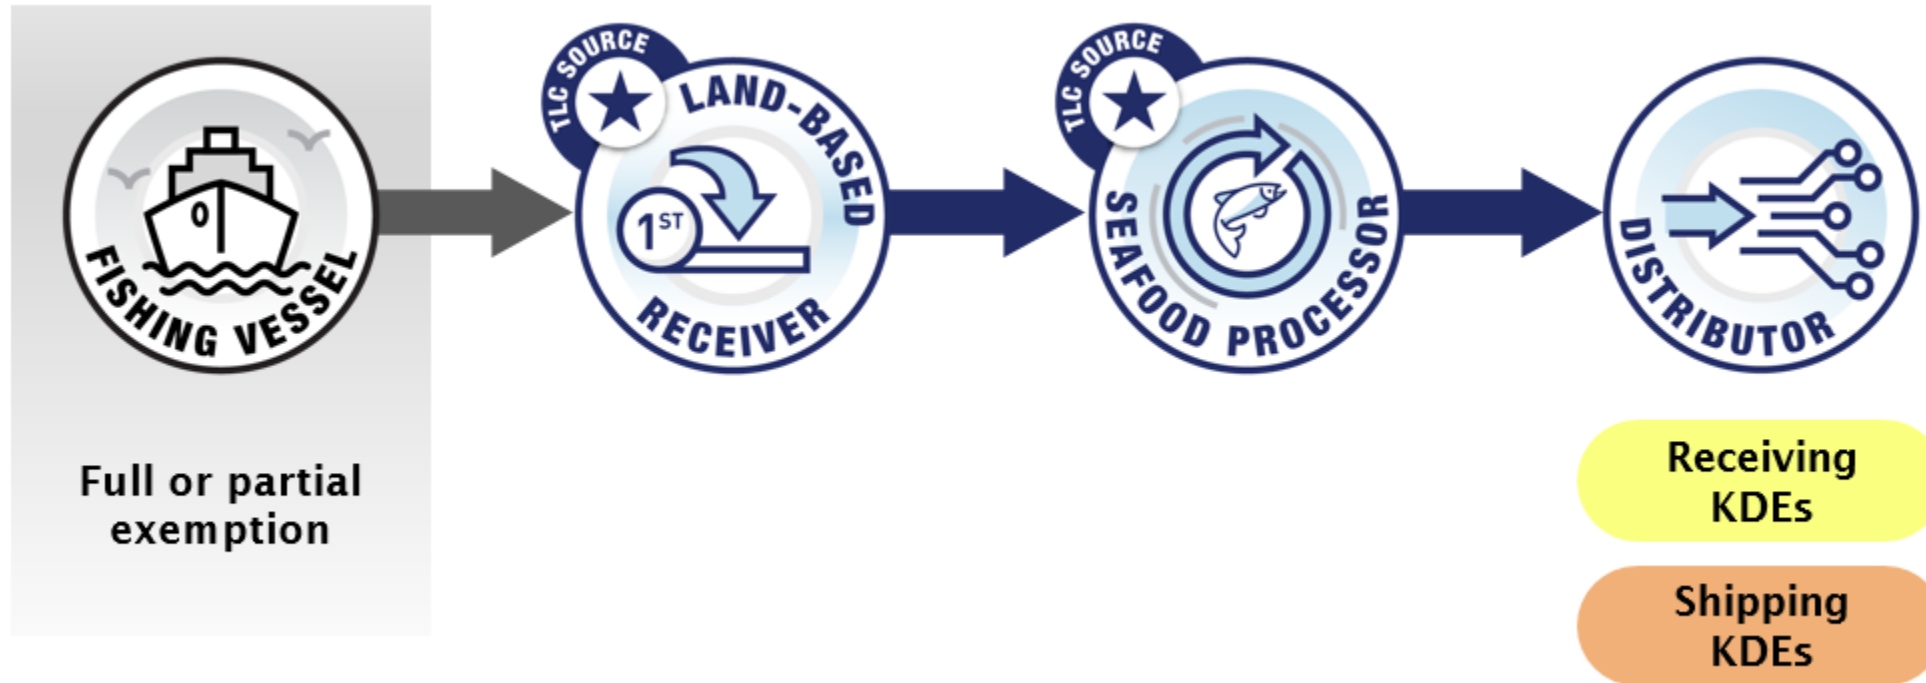 FISHING VESSEL
Full or partial
exemption
TLC SOURCE
LAND-BASED
1ST
RECEIVER
TLC SOURCE
SEAFOOD PROCESSOR
DISTRIBUTOR
Receiving
KDEs
Shipping
KDEs